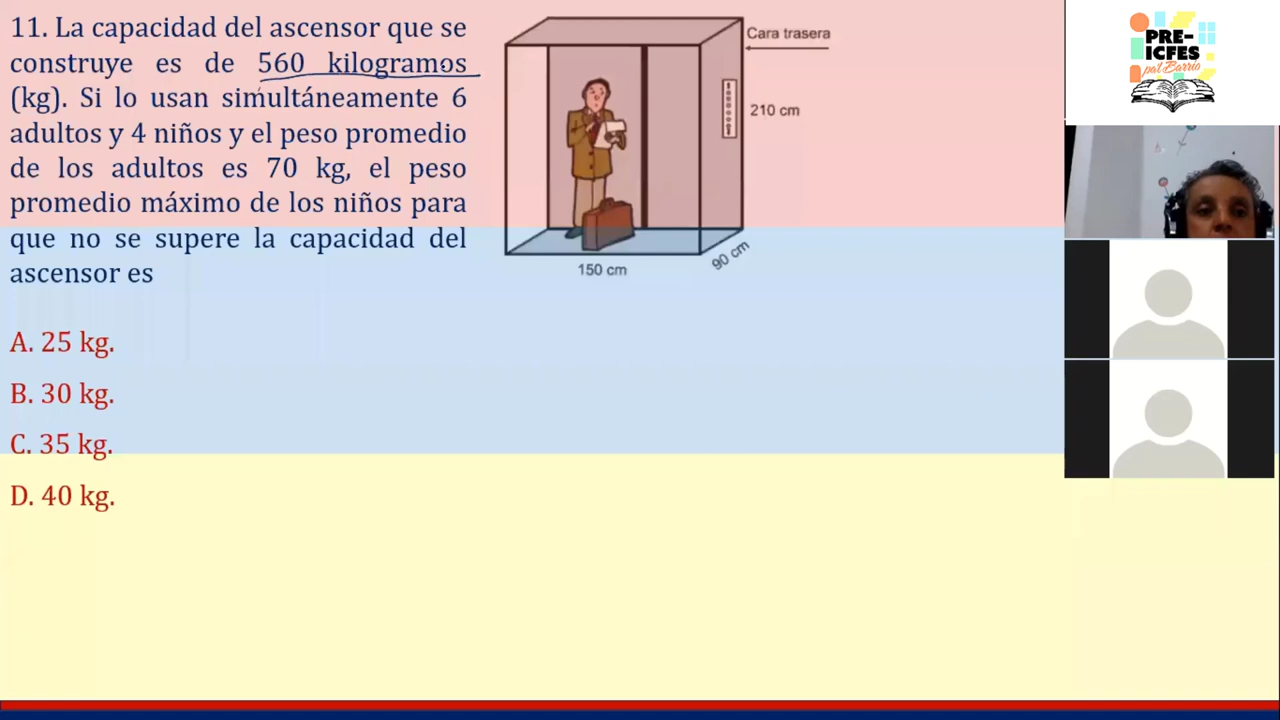 11. La capacidad del ascensor que se
construye es de 560 kilogramos
(kg). Si lo usan simultáneamente 6
adultos y 4 niños y el peso promedio
de los adultos es 70 kg, el peso
promedio máximo de los niños para
que no se supere la capacidad del
ascensor es
A. 25 kg.
B. 30 kg.
C. 35 kg.
D. 40 kg.
Cara trasera
210 cm
90 cm
150 cm
PRE-
ICFES
pal Barrio